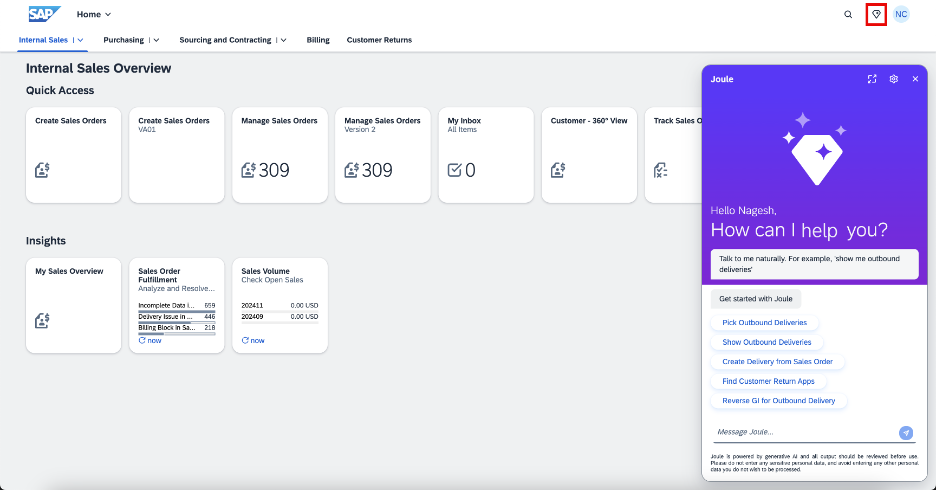 SAP
Home
NC
Internal Sales
Purchasing
Sourcing and Contracting
Billing
Customer Returns
Internal Sales Overview
Quick Access
Create Sales Orders
Create Sales Orders
VA01
Manage Sales Orders
309
Manage Sales Orders
Version 2
309
My Inbox
All Items
0
Customer - 360° View
Track Sales O
Insights
My Sales Overview
Sales Order
Fulfillment
Analyze and Resolve...
Incomplete Data i... 659
Delivery Issue in ... 446
Billing Block in Sa... 218
now
Sales Volume
Check Open Sales
202411 0.00 USD
202409 0.00 USD
now
Joule
Hello Nagesh,
How can I help you?
Talk to me naturally. For example, 'show me outbound
deliveries'
Get started with Joule
Pick Outbound Deliveries
Show Outbound Deliveries
Create Delivery from Sales Order
Find Customer Return Apps
Reverse GI for Outbound Delivery
Message Joule...
Joule is powered by generative AI and all output should be reviewed before use.
Please do not enter any sensitive personal data, and avoid entering any other personal
data you do not wish to be processed.